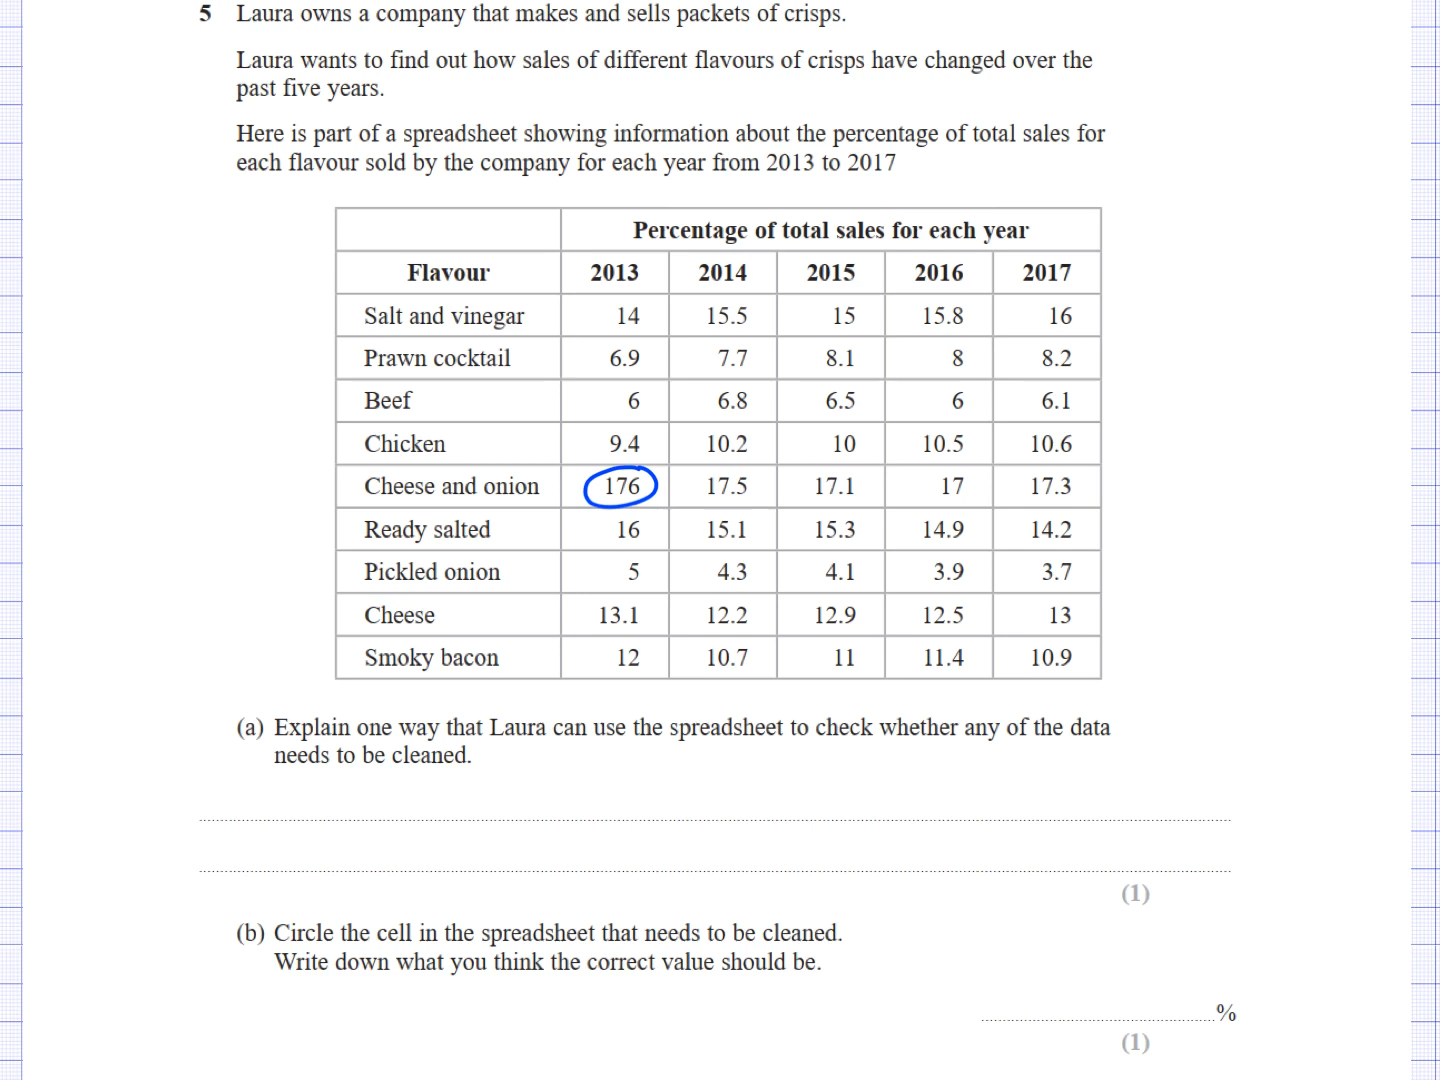 5 Laura owns a company that makes and sells packets of crisps.
Laura wants to find out how sales of different flavours of crisps have changed over the
past five years.
Here is part of a spreadsheet showing information about the percentage of total sales for
each flavour sold by the company for each year from 2013 to 2017
Percentage of total sales for each year
Flavour 2013 2014 2015 2016 2017
Salt and vinegar 14 15.5 15 15.8 16
Prawn cocktail 6.9 7.7 8.1 8 8.2
Beef 6 6.8 6.5 6 6.1
Chicken 9.4 10.2 10 10.5 10.6
Cheese and onion 176 17.5 17.1 17 17.3
Ready salted 16 15.1 15.3 14.9 14.2
Pickled onion 5 4.3 4.1 3.9 3.7
Cheese 13.1 12.2 12.9 12.5 13
Smoky bacon 12 10.7 11 11.4 10.9
(a) Explain one way that Laura can use the spreadsheet to check whether any of the data
needs to be cleaned.
(1)
(b) Circle the cell in the spreadsheet that needs to be cleaned.
Write down what you think the correct value should be.
%
(1)